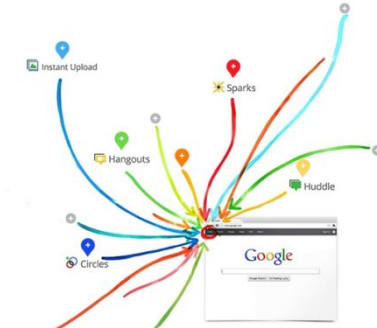 Instant Upload
Sparks
Hangouts
Huddle
Circles
Google